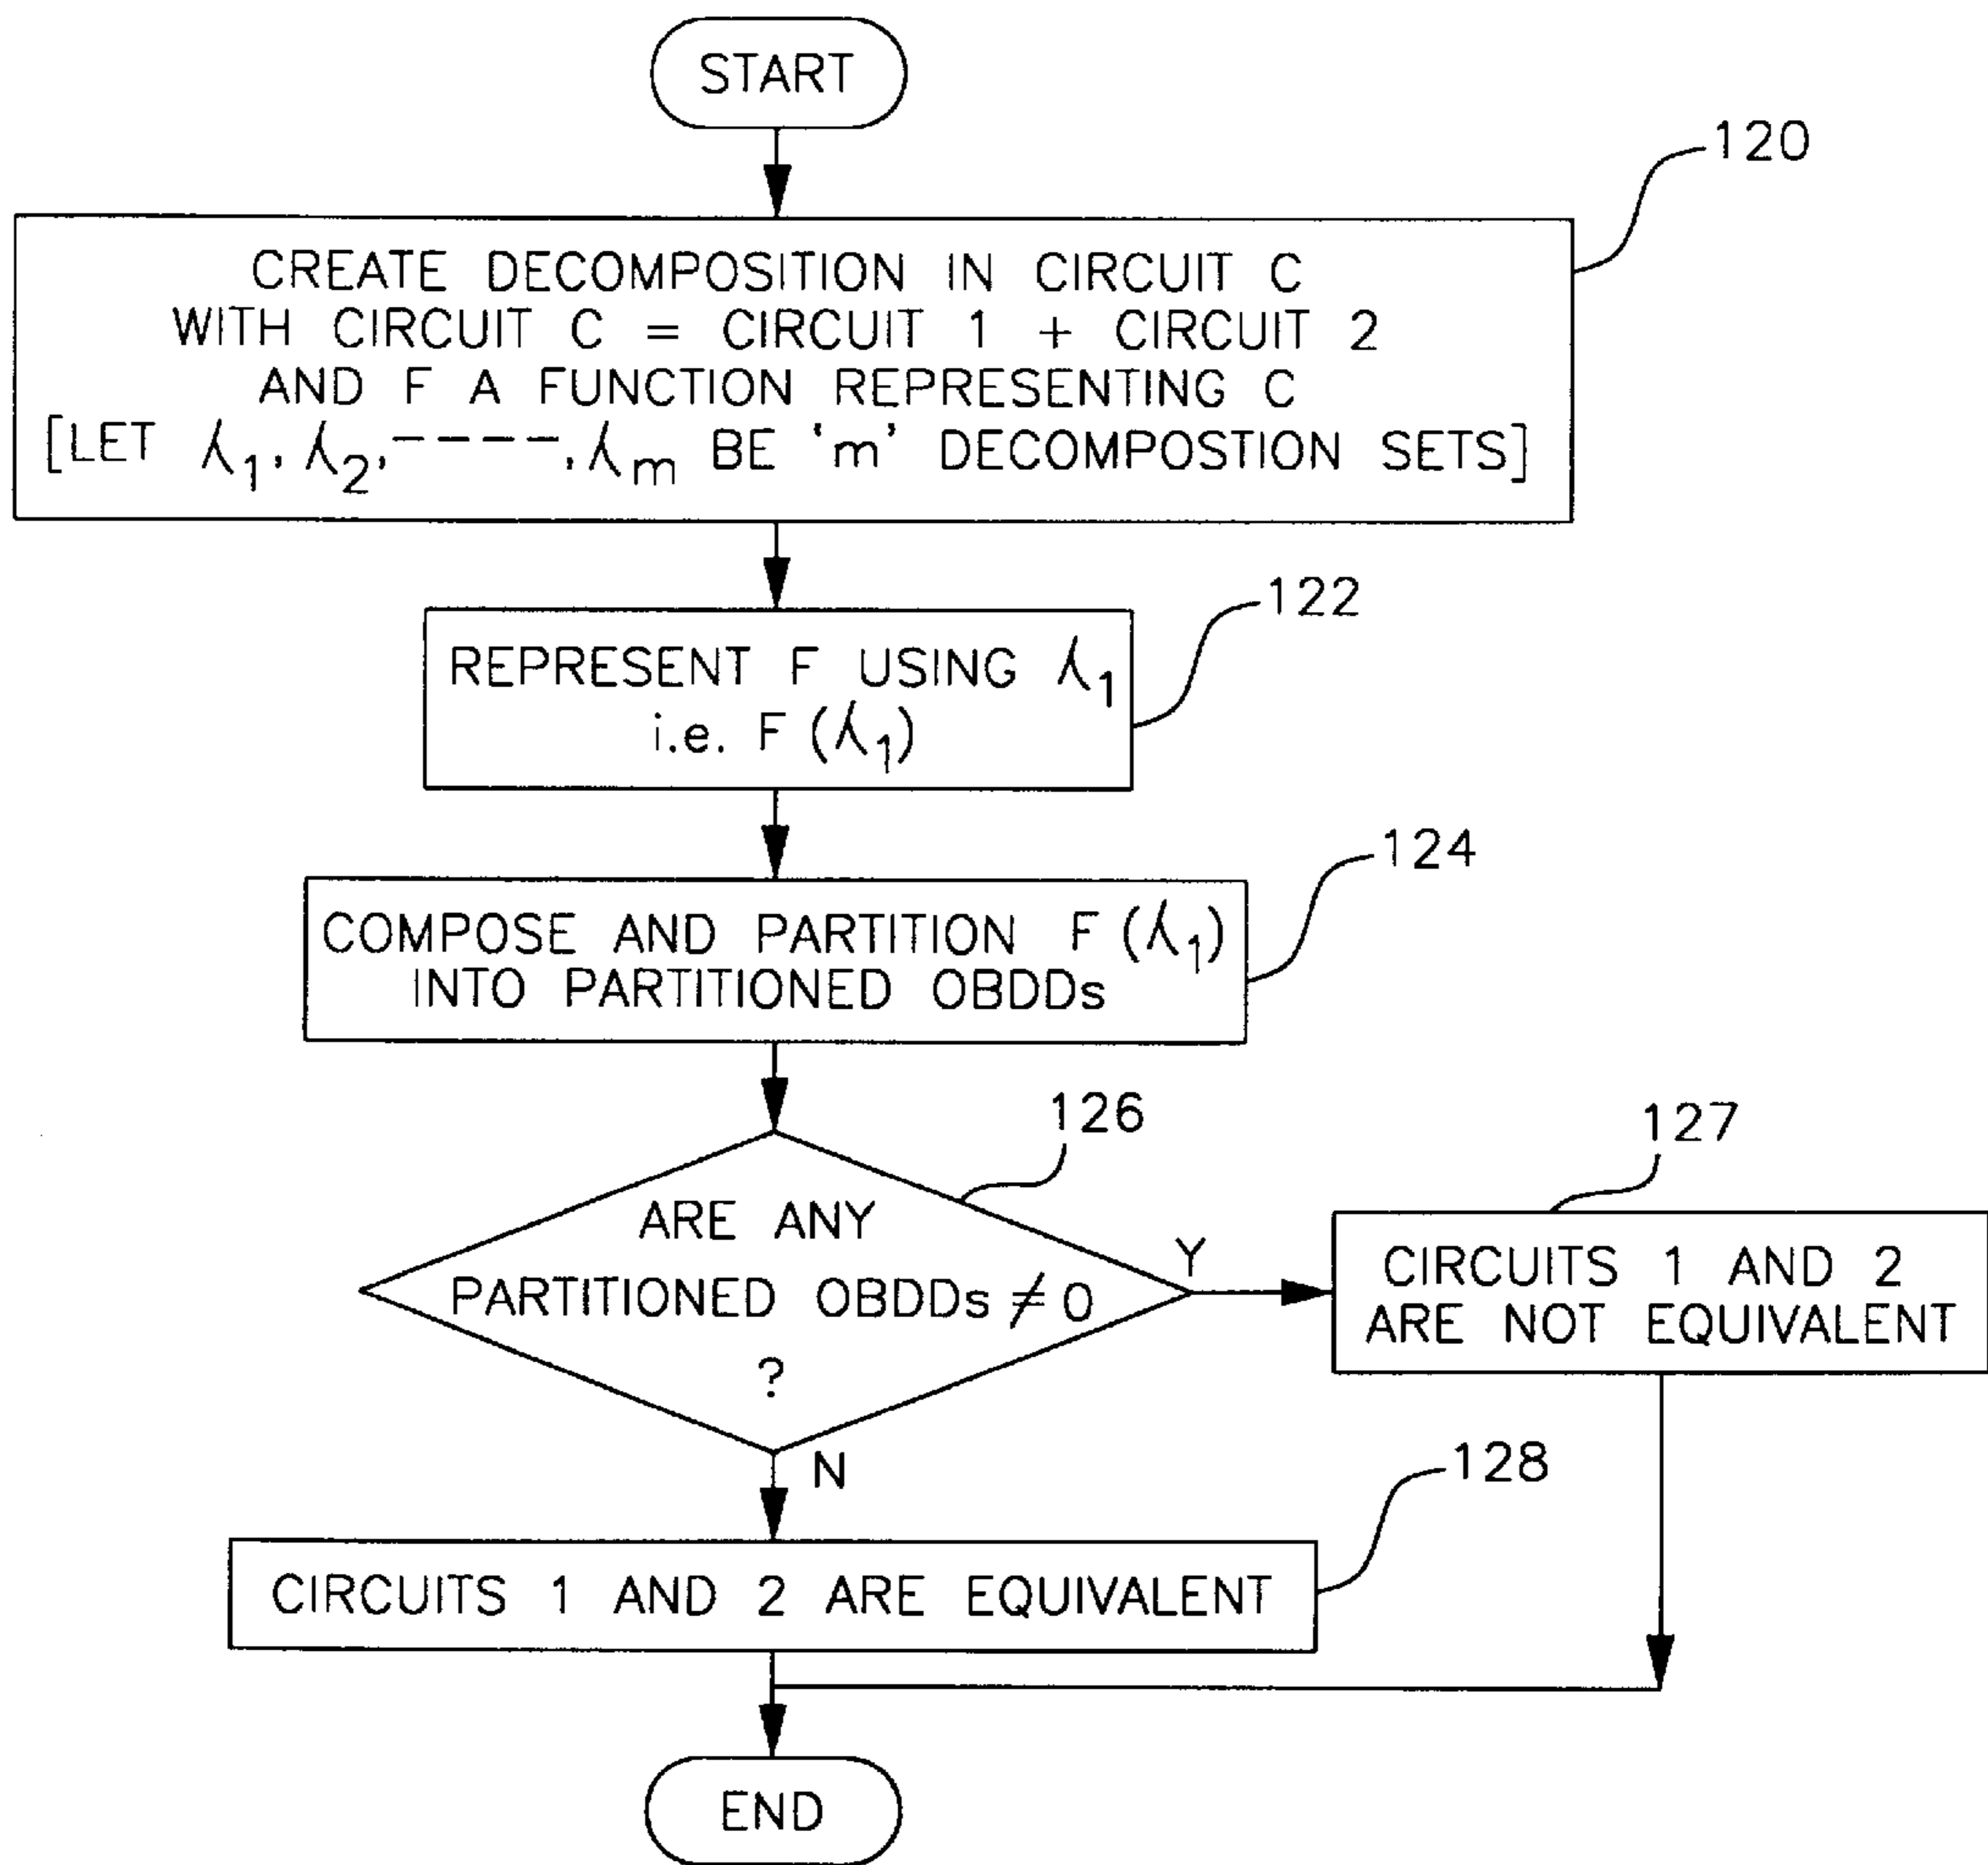 START
120
CREATE DECOMPOSITION IN CIRCUIT C
WITH CIRCUIT C = CIRCUIT 1 + CIRCUIT 2
AND F A FUNCTION REPRESENTING C
[LET λ1, λ2, ----, λm BE 'm' DECOMPOSTION SETS]
122
REPRESENT F USING λ1
i.e. F (λ1)
124
COMPOSE AND PARTITION F (λ1)
INTO PARTITIONED OBDDs
126
ARE ANY
PARTITIONED OBDDs ≠ 0
?
Y
127
CIRCUITS 1 AND 2
ARE NOT EQUIVALENT
N
128
CIRCUITS 1 AND 2 ARE EQUIVALENT
END